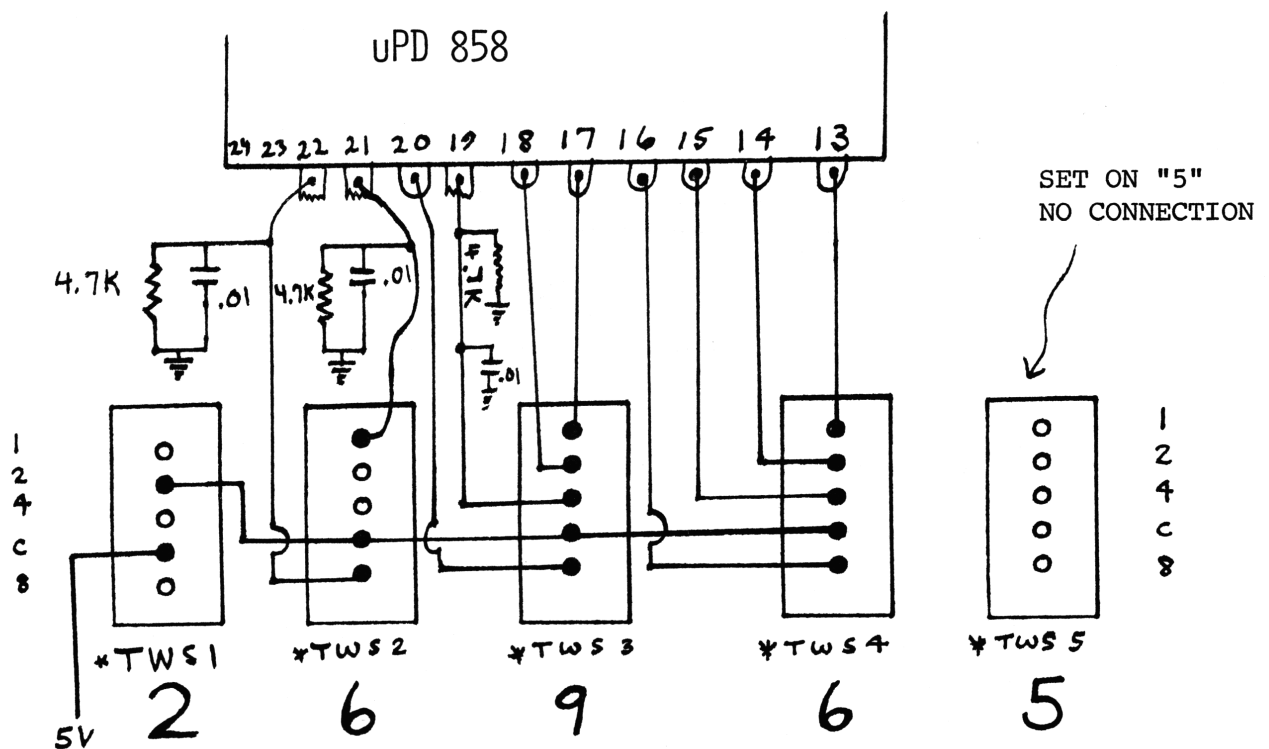 uPD 858
24 23 22 21 20 19 18 17 16 15 14 13
SET ON "5"
NO CONNECTION
4.7K
.01
4.7K
.01
4.7K
.01
1
2
4
C
8
1
2
4
C
8
*TWS1
*TWS2
*TWS3
*TWS4
*TWS5
2
6
9
6
5
5V